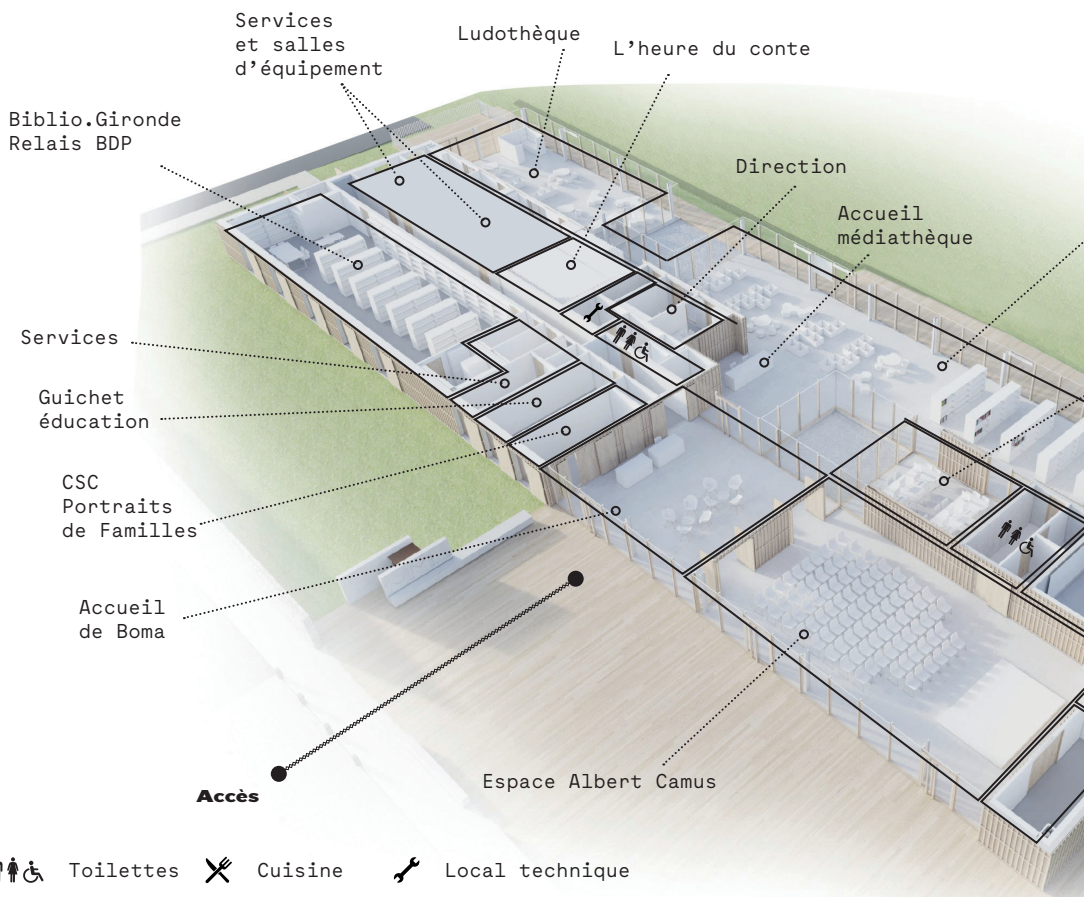 Services
et salles
d'équipement
Ludothèque
L'heure du conte
Biblio.Gironde
Relais BDP
Direction
Accueil
médiathèque
Services
Guichet
éducation
CSC
Portraits
de Familles
Accueil
de Boma
Accès
Espace Albert Camus
Toilettes
Cuisine
Local technique